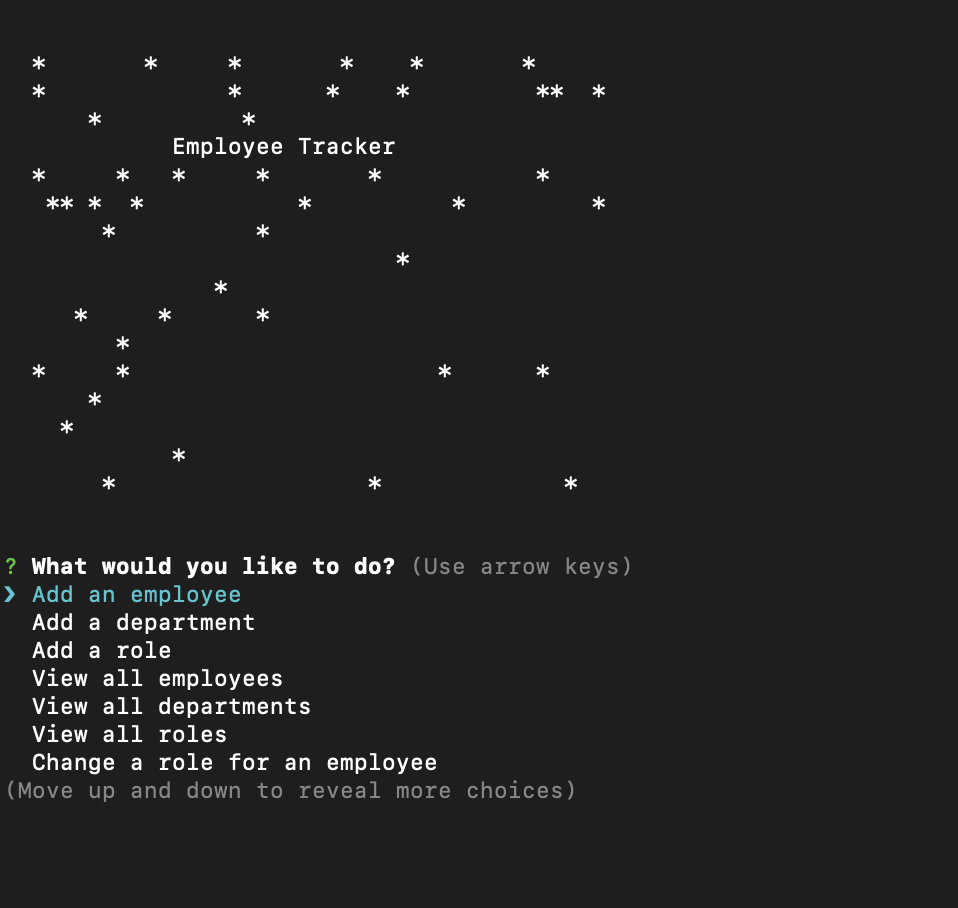 *       *     *       *    *       *
*             *      *    *         **  *
    *          *
Employee Tracker
*     *   *     *       *           *
 ** *  *           *          *         *
     *          *
                          *
             *
   *     *      *
      *
*     *                      *      *
    *
  *
          *
     *                  *             *
? What would you like to do? (Use arrow keys)
❯ Add an employee
Add a department
Add a role
View all employees
View all departments
View all roles
Change a role for an employee
(Move up and down to reveal more choices)